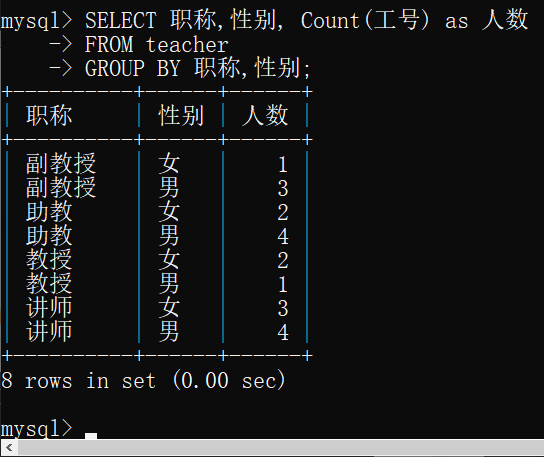 mysql> SELECT 职称,性别, Count(工号) as 人数
    -> FROM teacher
    -> GROUP BY 职称,性别;
+----------+------+------+
| 职称     | 性别 | 人数 |
+----------+------+------+
| 副教授   | 女   |    1 |
| 副教授   | 男   |    3 |
| 助教     | 女   |    2 |
| 助教     | 男   |    4 |
| 教授     | 女   |    2 |
| 教授     | 男   |    1 |
| 讲师     | 女   |    3 |
| 讲师     | 男   |    4 |
+----------+------+------+
8 rows in set (0.00 sec)
mysql>